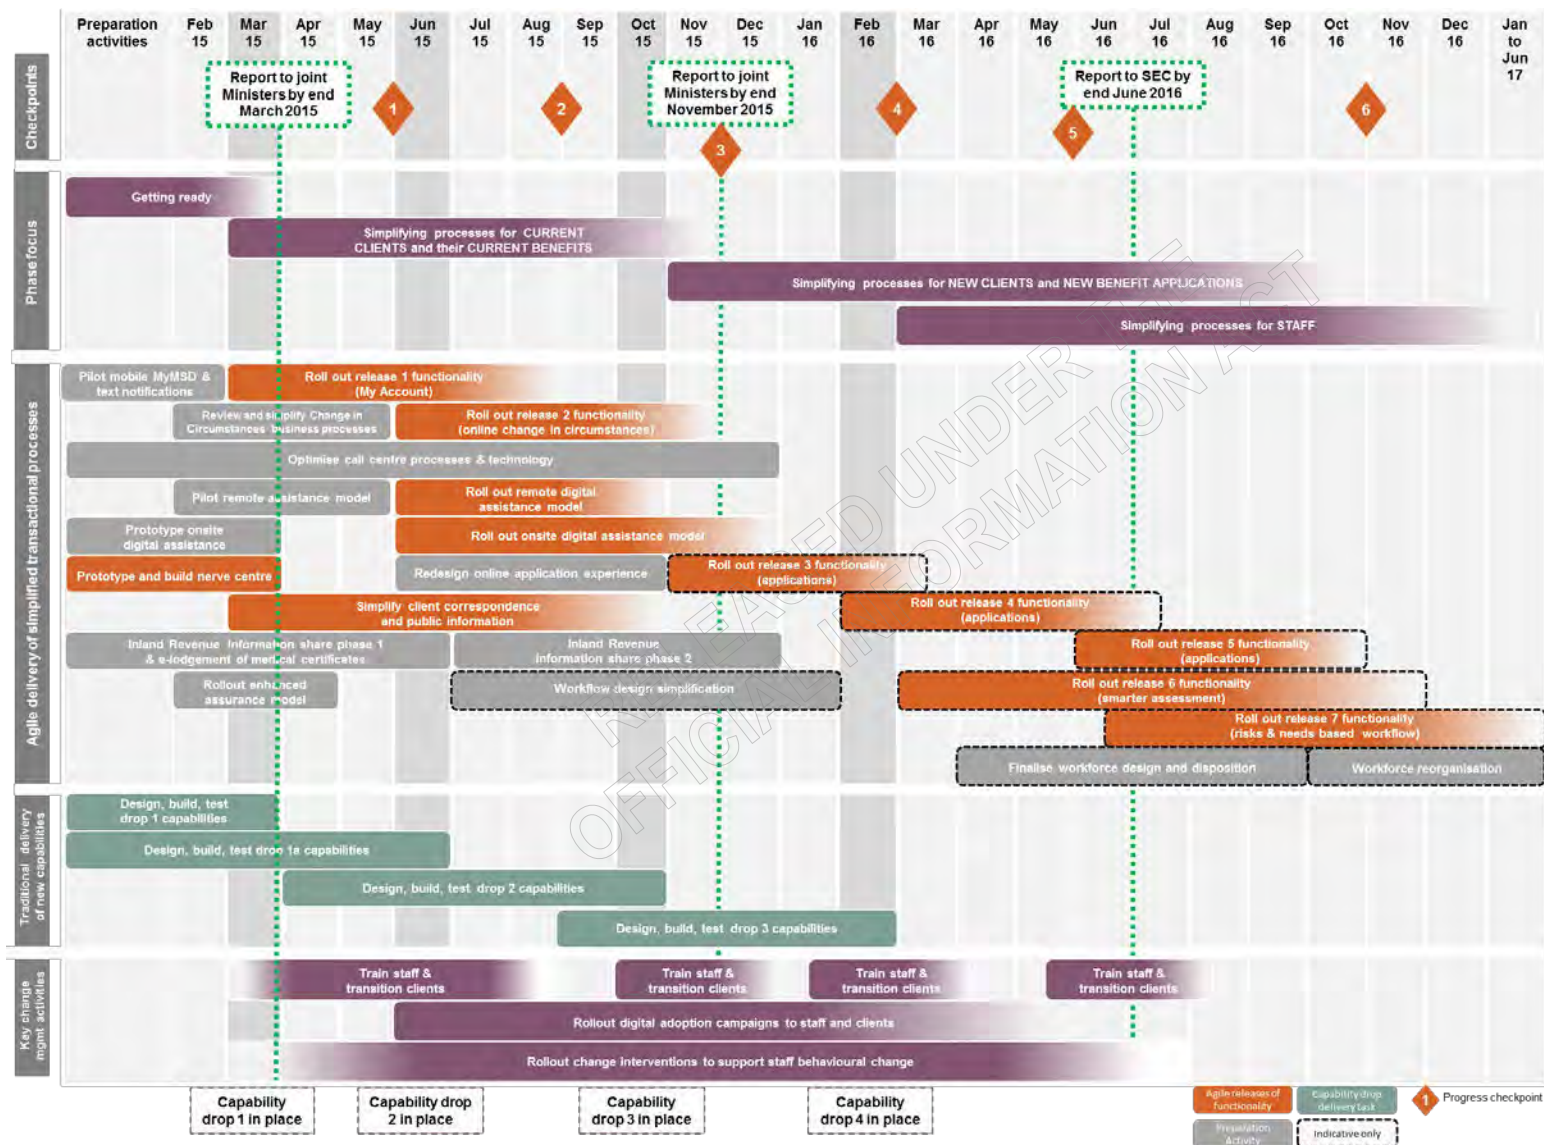 Preparation
activities
Feb
15
Mar
15
Apr
15
May
15
Jun
15
Jul
15
Aug
15
Sep
15
Oct
15
Nov
15
Dec
15
Jan
16
Feb
16
Mar
16
Apr
16
May
16
Jun
16
Jul
16
Aug
16
Sep
16
Oct
16
Nov
16
Dec
16
Jan
to
Jun
17
Checkpoints
Report to joint
Ministers by end
March 2015
1
2
Report to joint
Ministers by end
November 2015
3
4
5
Report to SEC by
end June 2016
6
Phase focus
Getting ready
Simplifying processes for CURRENT
CLIENTS and their CURRENT BENEFITS
Simplifying processes for NEW CLIENTS and NEW BENEFIT APPLICATIONS
Simplifying processes for STAFF
Agile delivery of simplified transactional processes
Pilot mobile MyMSD &
text notifications
Roll out release 1 functionality
(My Account)
Review and simplify Change in
Circumstances business processes
Roll out release 2 functionality
(online change in circumstances)
Optimise call centre processes & technology
Pilot remote assistance model
Roll out remote digital
assistance model
Prototype onsite
digital assistance
Roll out onsite digital assistance model
Prototype and build nerve centre
Redesign online application experience
Roll out release 3 functionality
(applications)
Simplify client correspondence
and public information
Roll out release 4 functionality
(applications)
Inland Revenue Information share phase 1
& e-lodgement of medical certificates
Inland Revenue
Information share phase 2
Roll out release 5 functionality
(applications)
Rollout enhanced
assurance model
Workflow design simplification
Roll out release 6 functionality
(smarter assessment)
Roll out release 7 functionality
(risks & needs based workflow)
Finalise workforce design and disposition
Workforce reorganisation
Traditional delivery
of new capabilities
Design, build, test
drop 1 capabilities
Design, build, test drop 1a capabilities
Design, build, test drop 2 capabilities
Design, build, test drop 3 capabilities
Key change
mgmt activities
Train staff &
transition clients
Train staff &
transition clients
Train staff &
transition clients
Train staff &
transition clients
Rollout digital adoption campaigns to staff and clients
Rollout change interventions to support staff behavioural change
Capability
drop 1 in place
Capability drop
2 in place
Capability
drop 3 in place
Capability
drop 4 in place
Agile releases of
functionality
Capability drop
delivery task
1
Progress checkpoint
Preparation
Activity
Indicative only
RELEASED UNDER THE
OFFICIAL INFORMATION ACT